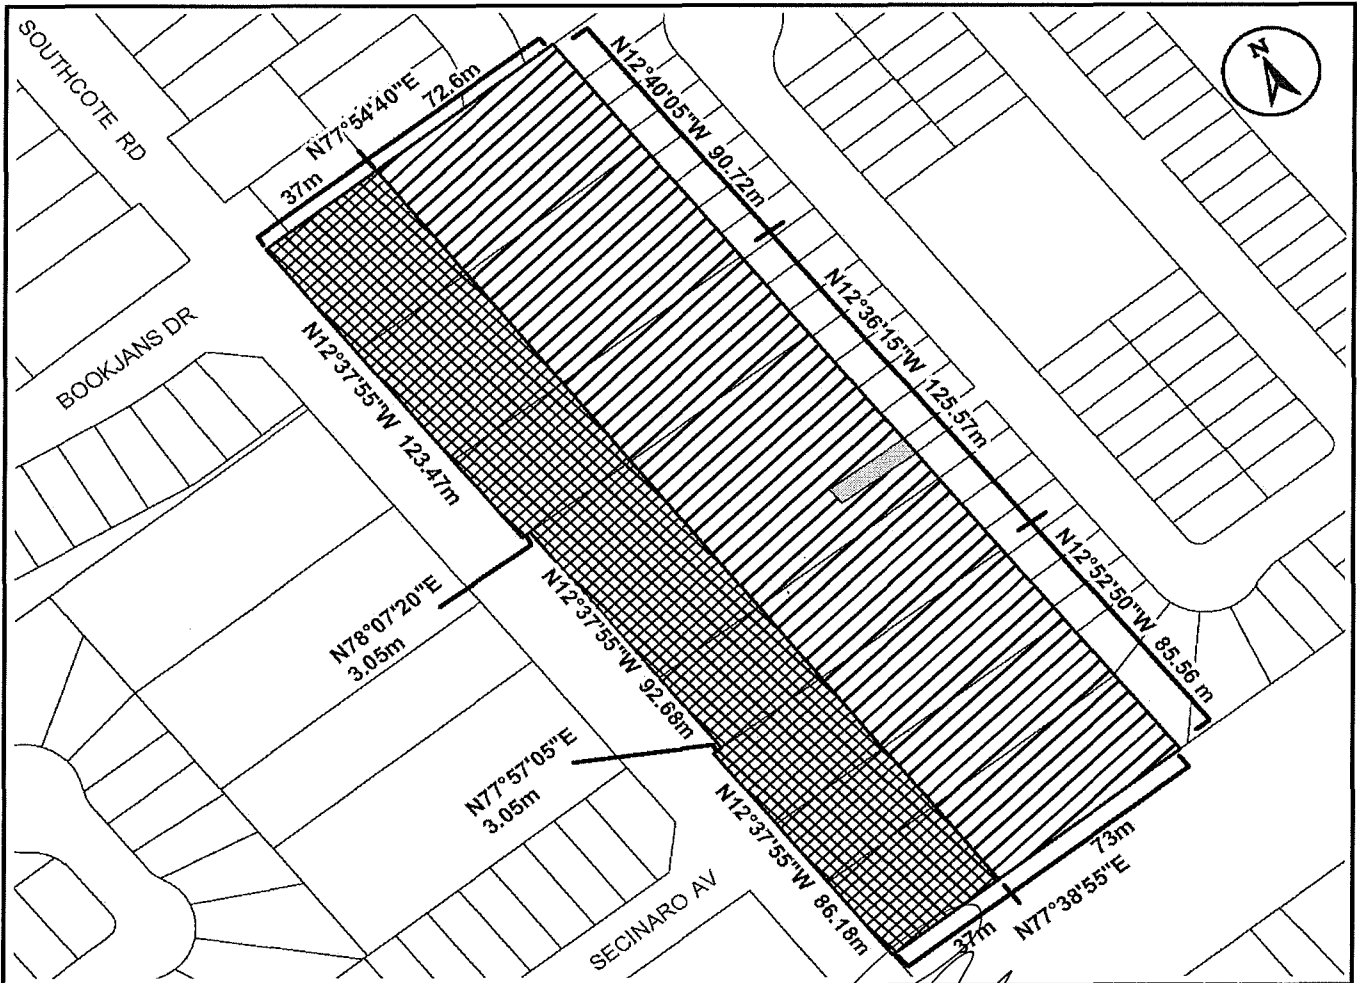 SOUTHCOTE RD
N
N77°54'40"E
72.6m
37m
N12°40'05"W 90.72m
N12°36'15"W 125.57m
N12°52'50"W 85.56 m
BOOKJANS DR
N12°37'55"W 123.47m
N78°07'20"E
3.05m
N12°37'55"W 92.68m
N77°57'05"E
3.05m
N12°37'55"W 86.18m
73m
N77°38'55"E
37m
SECINARO AV